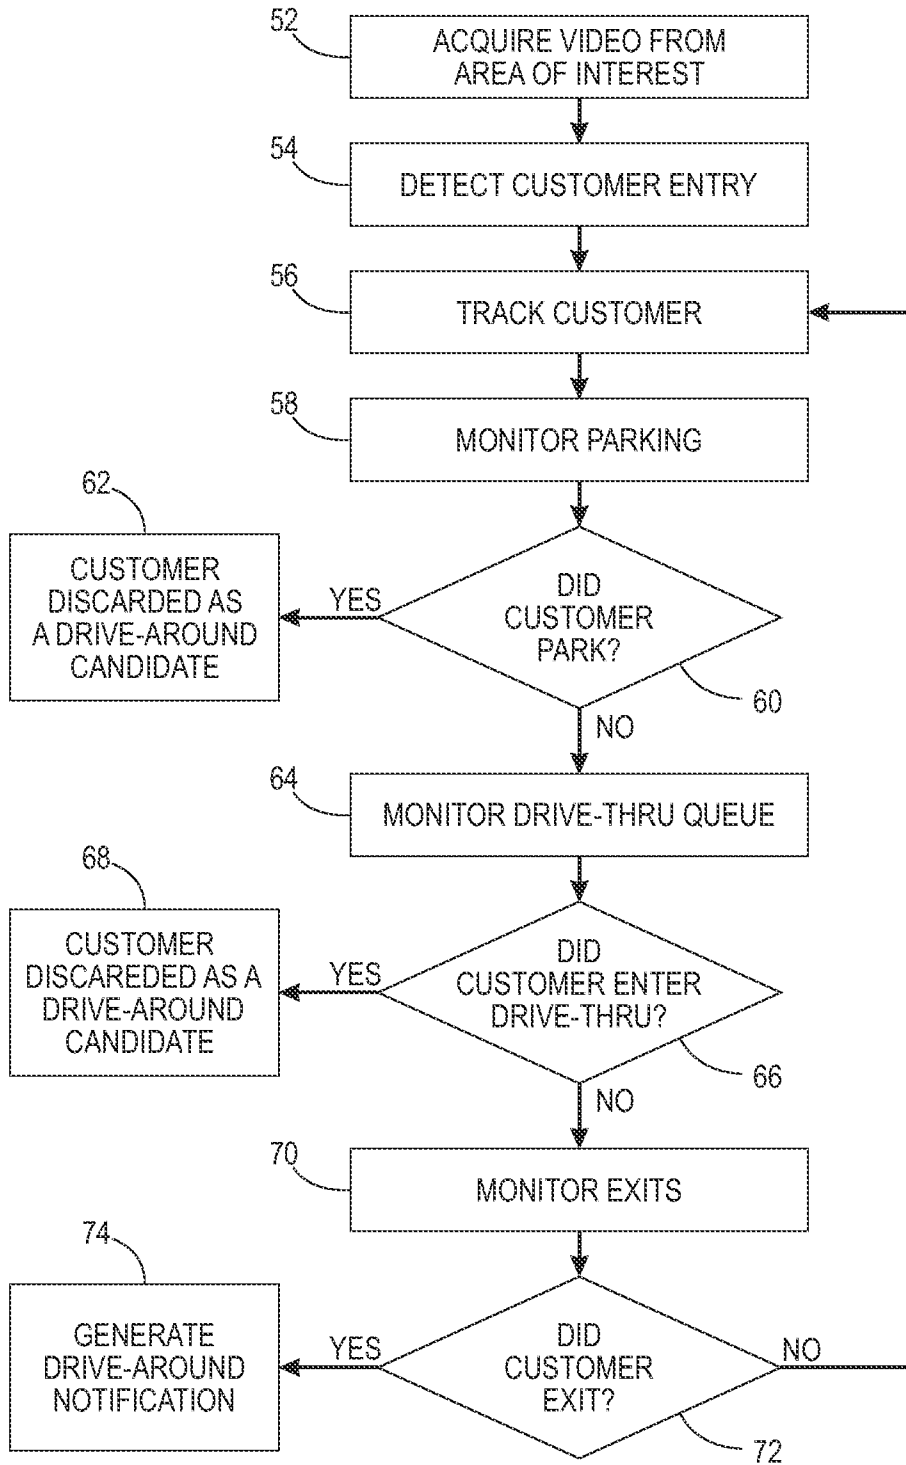 52
ACQUIRE VIDEO FROM
AREA OF INTEREST
54
DETECT CUSTOMER ENTRY
56
TRACK CUSTOMER
58
MONITOR PARKING
62
CUSTOMER
DISCARDED AS
A DRIVE-AROUND
CANDIDATE
YES
DID
CUSTOMER
PARK?
60
NO
64
MONITOR DRIVE-THRU QUEUE
68
CUSTOMER
DISCAREDED AS A
DRIVE-AROUND
CANDIDATE
YES
DID
CUSTOMER ENTER
DRIVE-THRU?
66
NO
70
MONITOR EXITS
74
GENERATE
DRIVE-AROUND
NOTIFICATION
YES
DID
CUSTOMER
EXIT?
NO
72